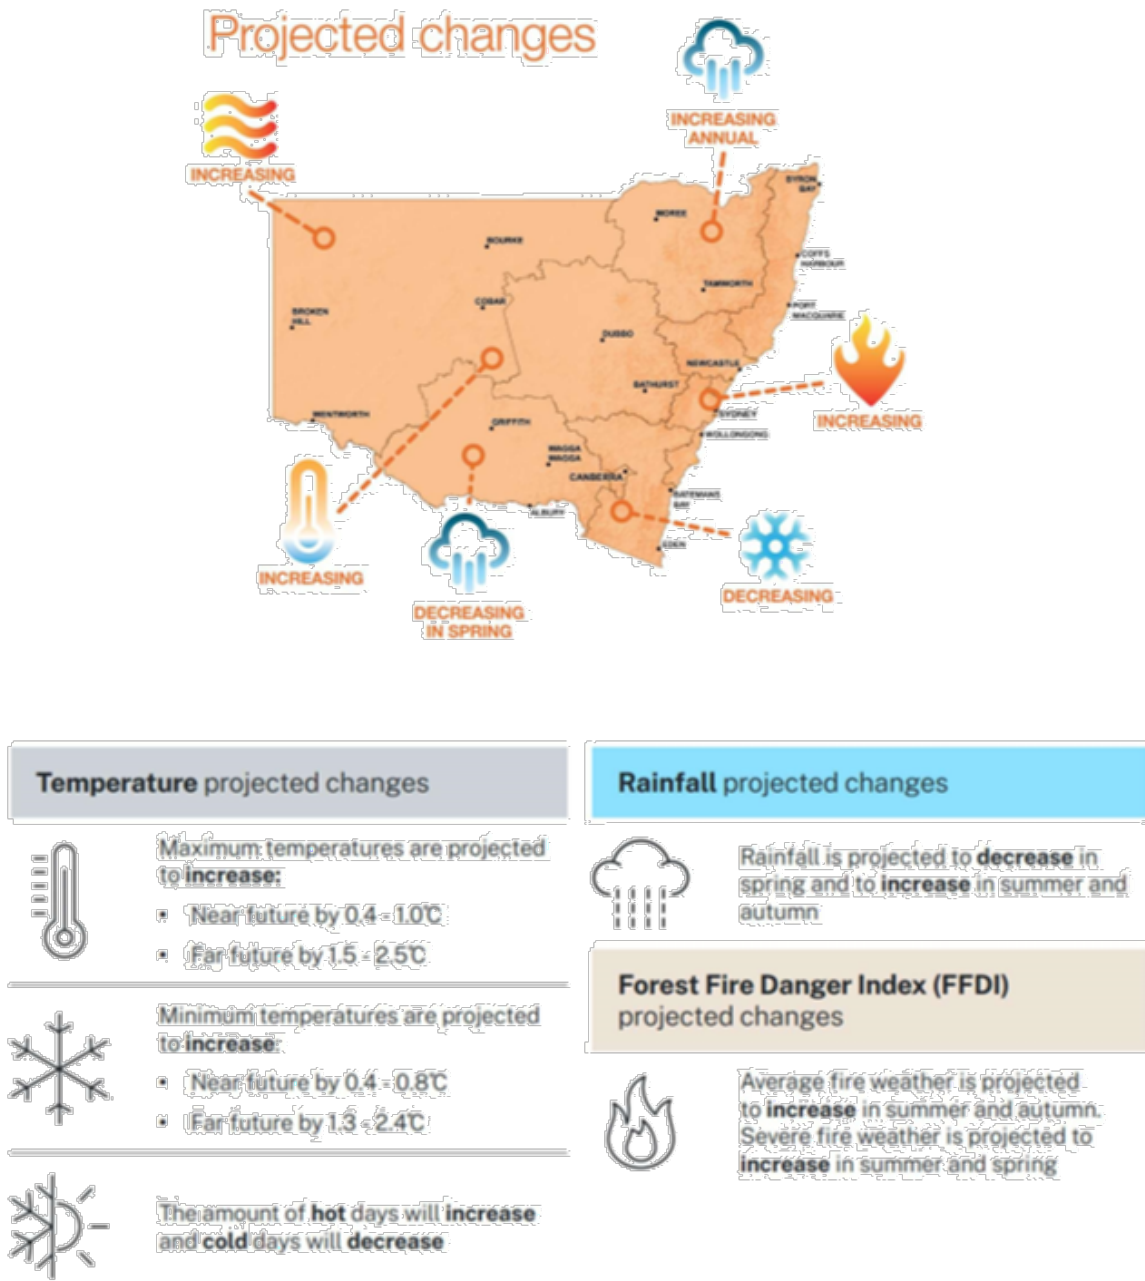 Projected changes
INCREASING
ANNUAL
INCREASING
BYRON
BAY
MOREE
BOURKE
COFFS
HARBOUR
TAMWORTH
COBAR
PORT
MACQUARIE
BROKEN
HILL
DUBBO
NEWCASTLE
BATHURST
SYDNEY
WENTWORTH
GRIFFITH
INCREASING
WOLLONGONG
WAGGA
WAGGA
CANBERRA
BATEMANS
BAY
ALBURY
EDEN
INCREASING
DECREASING
IN SPRING
DECREASING
Temperature projected changes
Maximum temperatures are projected
to increase:
• Near future by 0.4 - 1.0℃
• Far future by 1.5 - 2.5℃
Minimum temperatures are projected
to increase:
• Near future by 0.4 - 0.8℃
• Far future by 1.3 - 2.4℃
The amount of hot days will increase
and cold days will decrease
Rainfall projected changes
Rainfall is projected to decrease in
spring and to increase in summer and
autumn
Forest Fire Danger Index (FFDI)
projected changes
Average fire weather is projected
to increase in summer and autumn.
Severe fire weather is projected to
increase in summer and spring